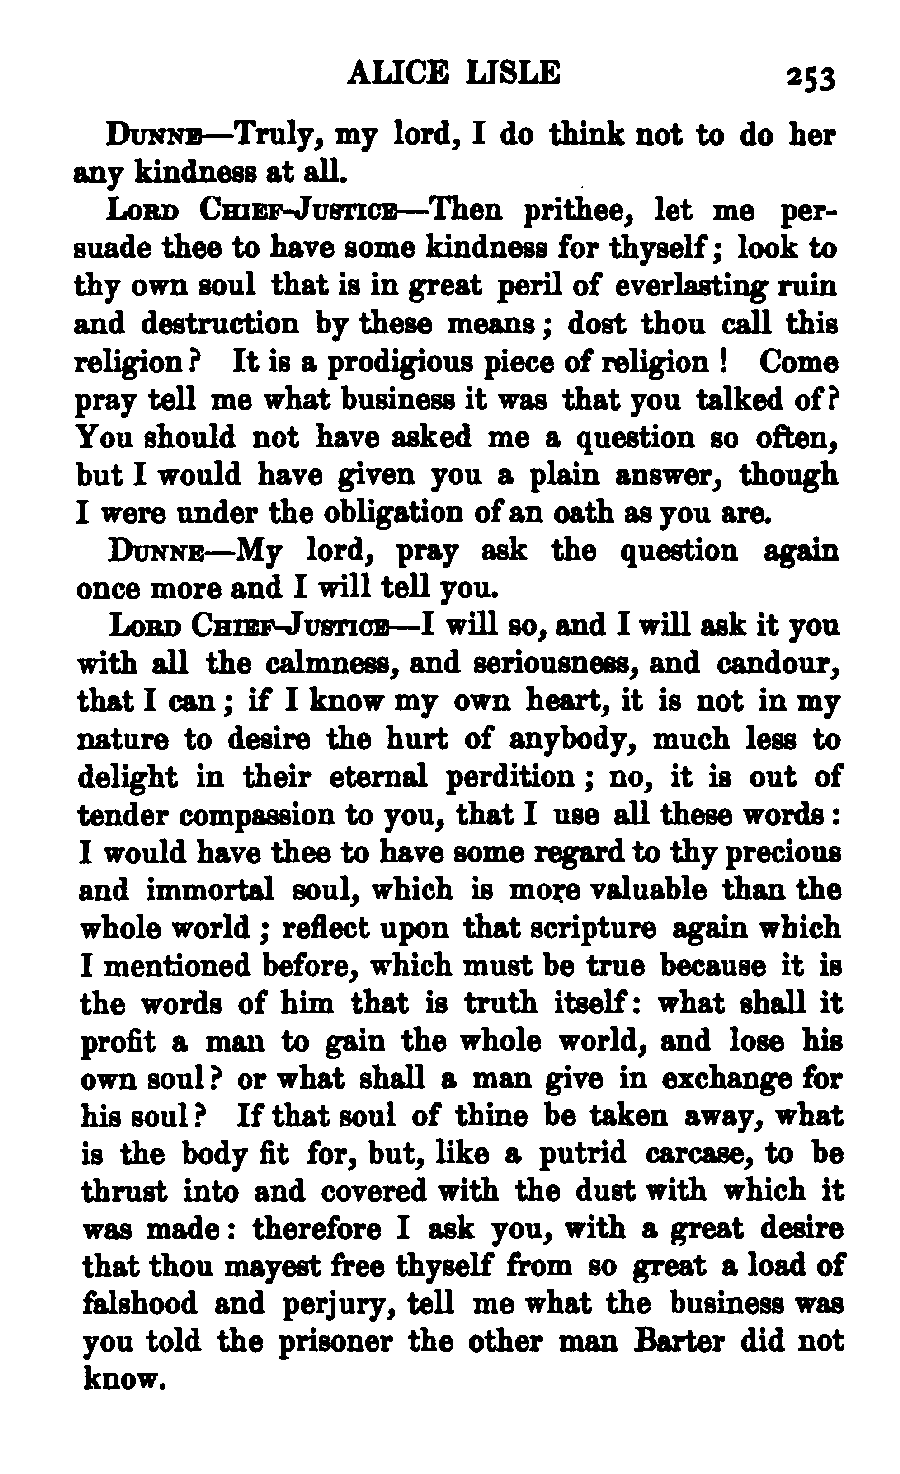 ALICE LISLE 253
Dunne—Truly, my lord, I do think not to do her
any kindness at all.
Lord Chief-Justice—Then prithee, let me per-
suade thee to have some kindness for thyself; look to
thy own soul that is in great peril of everlasting ruin
and destruction by these means; dost thou call this
religion? It is a prodigious piece of religion! Come
pray tell me what business it was that you talked of?
You should not have asked me a question so often,
but I would have given you a plain answer, though
I were under the obligation of an oath as you are.
Dunne—My lord, pray ask the question again
once more and I will tell you.
Lord Chief-Justice—I will so, and I will ask it you
with all the calmness, and seriousness, and candour,
that I can; if I know my own heart, it is not in my
nature to desire the hurt of anybody, much less to
delight in their eternal perdition; no, it is out of
tender compassion to you, that I use all these words:
I would have thee to have some regard to thy precious
and immortal soul, which is more valuable than the
whole world; reflect upon that scripture again which
I mentioned before, which must be true because it is
the words of him that is truth itself: what shall it
profit a man to gain the whole world, and lose his
own soul? or what shall a man give in exchange for
his soul? If that soul of thine be taken away, what
is the body fit for, but, like a putrid carcase, to be
thrust into and covered with the dust with which it
was made: therefore I ask you, with a great desire
that thou mayest free thyself from so great a load of
falshood and perjury, tell me what the business was
you told the prisoner the other man Barter did not
know.